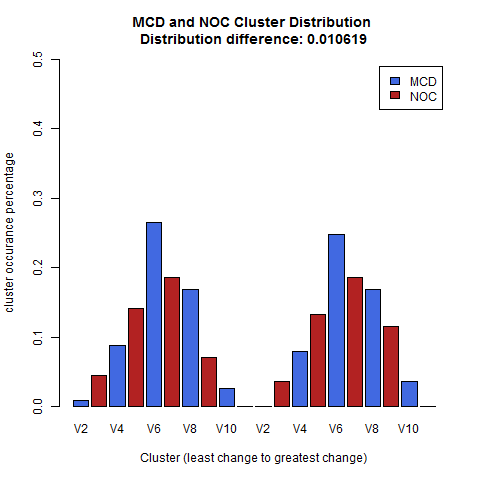 MCD and NOC Cluster Distribution
Distribution difference: 0.010619
MCD
NOC
cluster occurance percentage
0.5
0.4
0.3
0.2
0.1
0.0
V2 V4 V6 V8 V10 V2 V4 V6 V8 V10
Cluster (least change to greatest change)